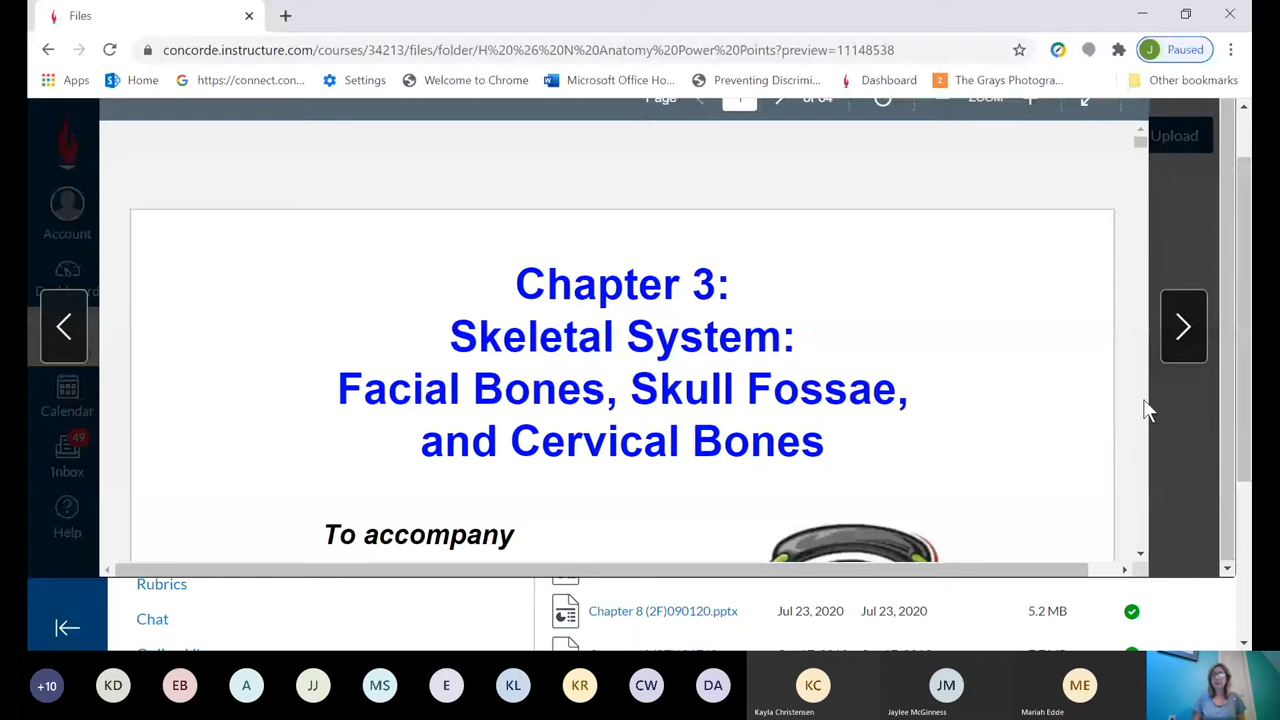 Files
concorde.instructure.com/courses/34213/files/folder/H%20%26%20N%20Anatomy%20Power%20Points?preview=11148538
J Paused
Apps
Home
https://connect.con...
Settings
Welcome to Chrome
Microsoft Office Ho...
Preventing Discrim...
Dashboard
The Grays Photogra...
Other bookmarks
Page
ZOOM
Upload
Account
Calendar
49
Inbox
Help
Chapter 3:
Skeletal System:
Facial Bones, Skull Fossae,
and Cervical Bones
To accompany
Rubrics
Chat
Chapter 8 (2F)090120.pptx Jul 23, 2020 Jul 23, 2020 5.2 MB
+10 KD EB A JJ MS E KL KR CW DA KC JM ME
Kayla Christensen Jaylee McGinness Mariah Edde